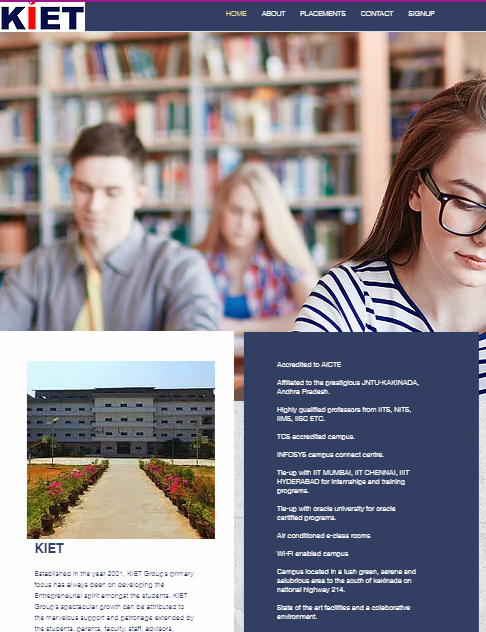 KIET
HOME ABOUT PLACEMENTS CONTACT SIGNUP
Accredited to AICTE
Affiliated to the prestigious JNTU-KAKINADA,
Andhra Pradesh.
Highly qualified professors from IITS, NITS,
IIMS, IISC ETC.
TCS accredited campus.
INFOSYS campus connect centre.
Tie-up with IIT MUMBAI, IIT CHENNAI, IIIT
HYDERABAD for internships and training
programs.
Tie-up with oracle university for oracle
certified programs.
Air conditioned e-class rooms
WI-FI enabled campus
Campus located in a lush green, serene and
salubrious area to the south of kakinada on
national highway 214.
State of the art facilities and a colaborative
environment.
KIET
Established in the year 2001, KIET Group's primary
focus has always been on developing the
Entrepreneurial spirit amongst the students. KIET
Group's spectacular growth can be attributed to
the marvelous support and patronage extended by
the students, parents, faculty, staff, advisors,